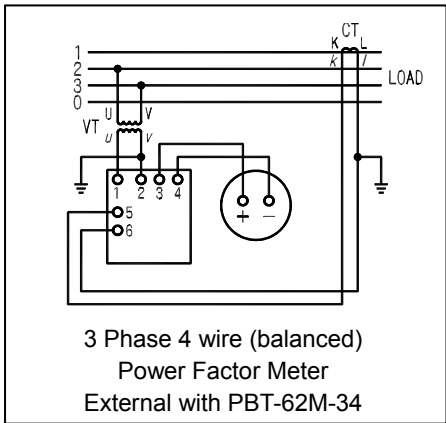 CT
1 K L
2 k l
3 LOAD
0
U V
VT
u v
1 2 3 4
+ −
5
6
3 Phase 4 wire (balanced)
Power Factor Meter
External with PBT-62M-34